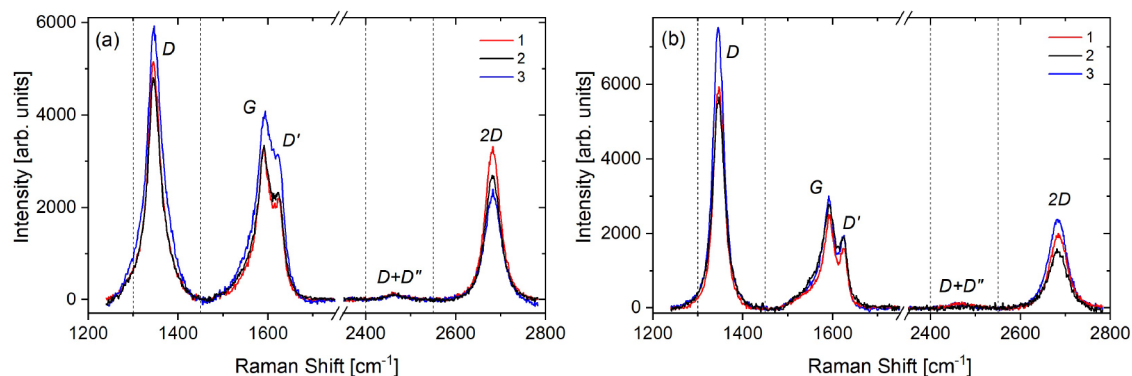 (a)
D
G
D'
D+D"
2D
1
2
3
6000
4000
2000
0
1200
1400
1600
2400
2600
2800
Intensity [arb. units]
Raman Shift [cm⁻¹]
(b)
D
G
D'
D+D"
2D
1
2
3
6000
4000
2000
0
1200
1400
1600
2400
2600
2800
Intensity [arb. units]
Raman Shift [cm⁻¹]